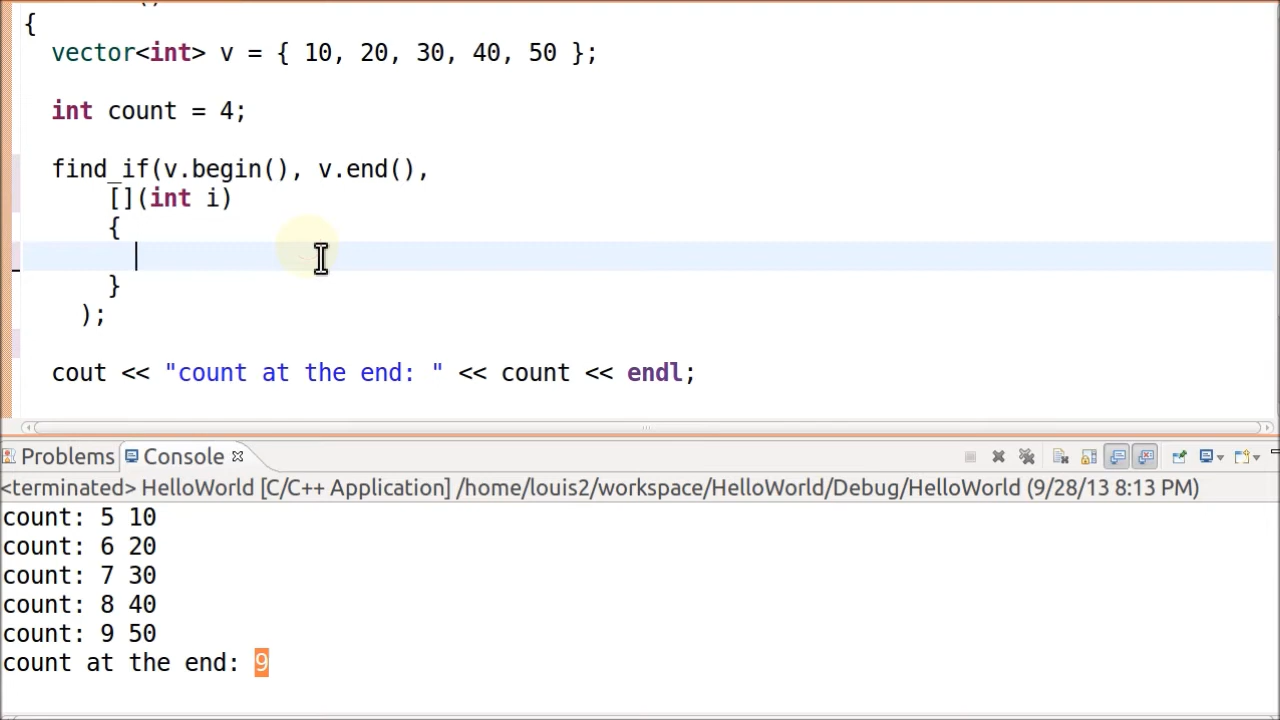 {
vector<int> v = { 10, 20, 30, 40, 50 };
int count = 4;
find_if(v.begin(), v.end(),
[](int i)
{
}
);
cout << "count at the end: " << count << endl;
Problems Console
<terminated> HelloWorld [C/C++ Application] /home/louis2/workspace/HelloWorld/Debug/HelloWorld (9/28/13 8:13 PM)
count: 5 10
count: 6 20
count: 7 30
count: 8 40
count: 9 50
count at the end: 9